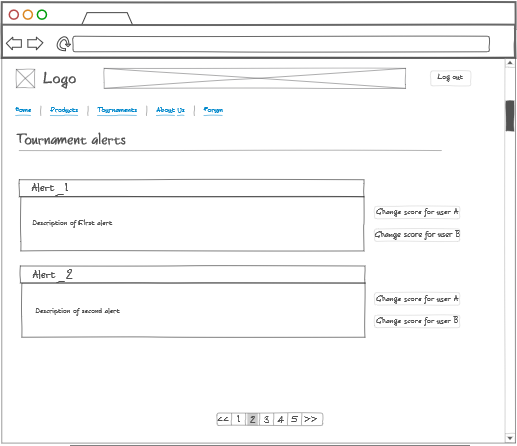 Logo
Log out
Home | Products | Tournaments | About Us | Forum
Tournament alerts
Alert_1
Description of First alert
Change score for user A
Change score for user B
Alert_2
Description of second alert
Change score for user A
Change score for user B
<< 1 2 3 4 5 >>